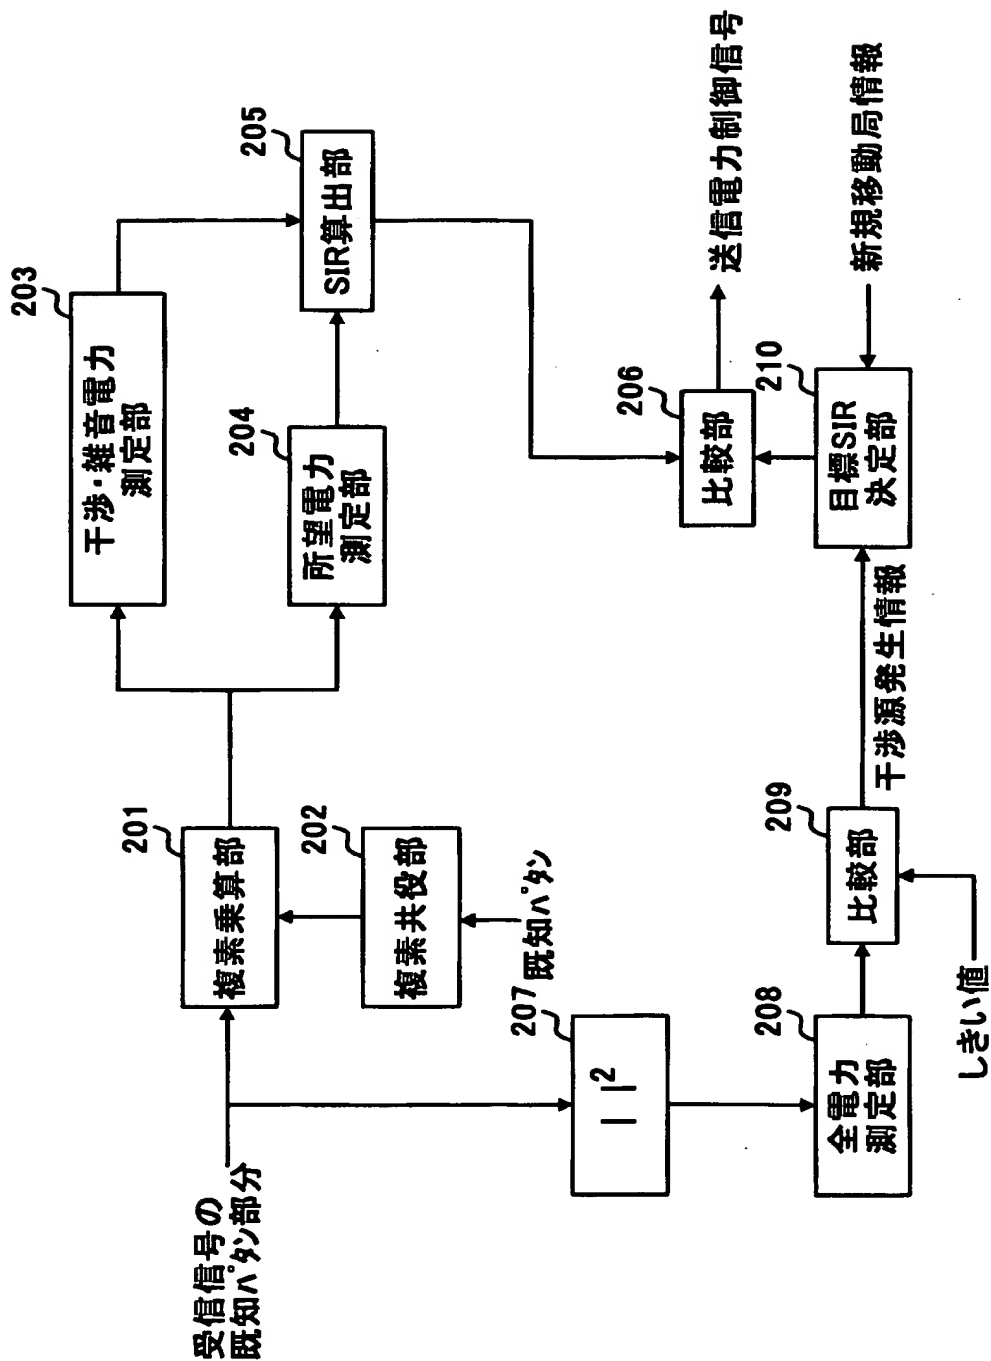 受信信号の
既知パタン部分
201
複素乗算部
202
複素共役部
既知パタン
203
干渉・雑音電力
測定部
204
所望電力
測定部
205
SIR算出部
206
比較部
送信電力制御信号
207
| |2
208
全電力
測定部
209
比較部
しきい値
干渉源発生情報
210
目標SIR
決定部
新規移動局情報